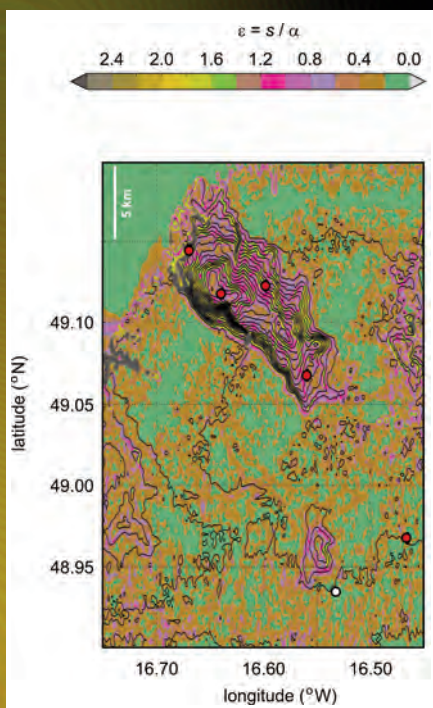 ε = s / α
2.4 2.0 1.6 1.2 0.8 0.4 0.0
5 km
latitude (°N)
49.10
49.05
49.00
48.95
16.70 16.60 16.50
longitude (°W)